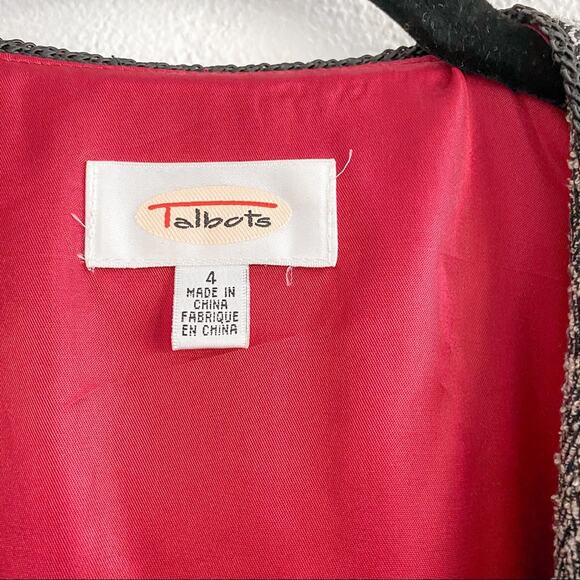 Talbots
4
MADE IN
CHINA
FABRIQUE
EN CHINA